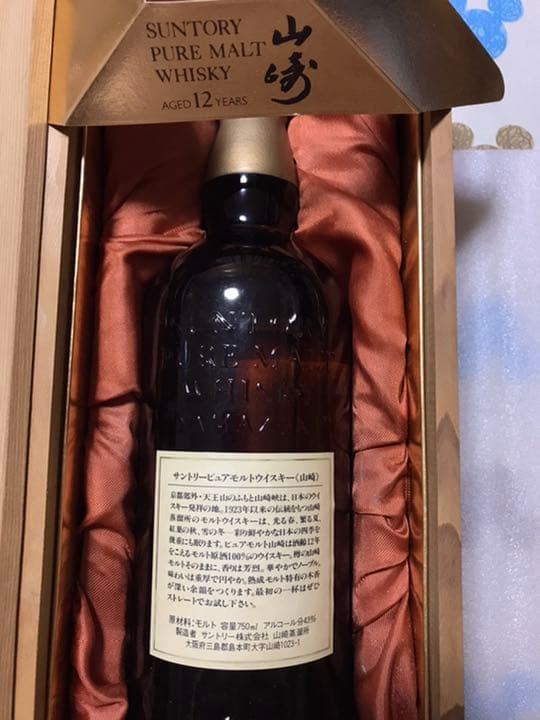 SUNTORY
PURE MALT
WHISKY
山崎
AGED 12 YEARS
サントリーピュアモルトウイスキー《山崎》
京都郊外・天王山のふもと山崎峡は、日本のウイ
スキー発祥の地。1923年以来の伝統をもつ山崎
蒸溜所のモルトウイスキーは、光る春、繁る夏、
紅葉の秋、雪の冬—彩り鮮やかな日本の四季を
幾重にも刻ります。ピュアモルト山崎は酒齢12年
をこえるモルト原酒100%のウイスキー。樽の山崎
モルトそのままに、香りは芳烈。華やかでノーブル。
味わいは重厚で円やか。熟成モルト特有の木香
が深い余韻をつくります。最初の一杯はぜひ
ストレートでお試し下さい。
原材料：モルト 容量750ml アルコール分43%
製造者 サントリー株式会社 山崎蒸溜所
大阪府三島郡島本町大字山崎1023-1